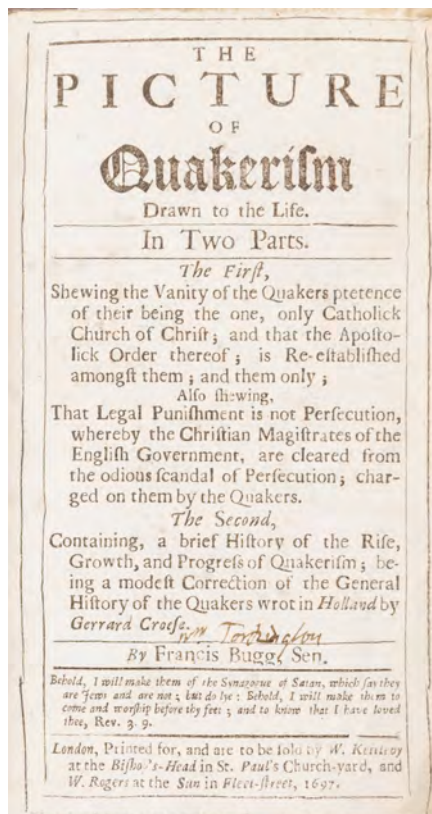 THE
PICTURE
OF
Quakeriſm
Drawn to the Life.
In Two Parts.
The Firſt,
Shewing the Vanity of the Quakers pretence
of their being the one, only Catholick
Church of Chriſt; and that the Apoſto-
lick Order thereof; is Re-eſtabliſhed
amongſt them; and them only;
Alſo ſhewing,
That Legal Puniſhment is not Perſecution,
whereby the Chriſtian Magiſtrates of the
Engliſh Government, are cleared from
the odious ſcandal of Perſecution; char-
ged on them by the Quakers.
The Second,
Containing, a brief Hiſtory of the Riſe,
Growth, and Progreſs of Quakeriſm; be-
ing a modeſt Correction of the General
Hiſtory of the Quakers wrot in Holland by
Gerrard Croeſe.
Wm Torkington
By Francis Bugg, Sen.
Behold, I will make them of the Synagogue of Satan, which ſay they
are Jews and are not; but do lye: Behold, I will make them to
come and worſhip before thy feet; and to know that I have loved
thee, Rev. 3. 9.
London, Printed for, and are to be ſold by W. Kettleby
at the Biſhop's-Head in St. Paul's Church-yard, and
W. Rogers at the Sun in Fleet-ſtreet, 1697.